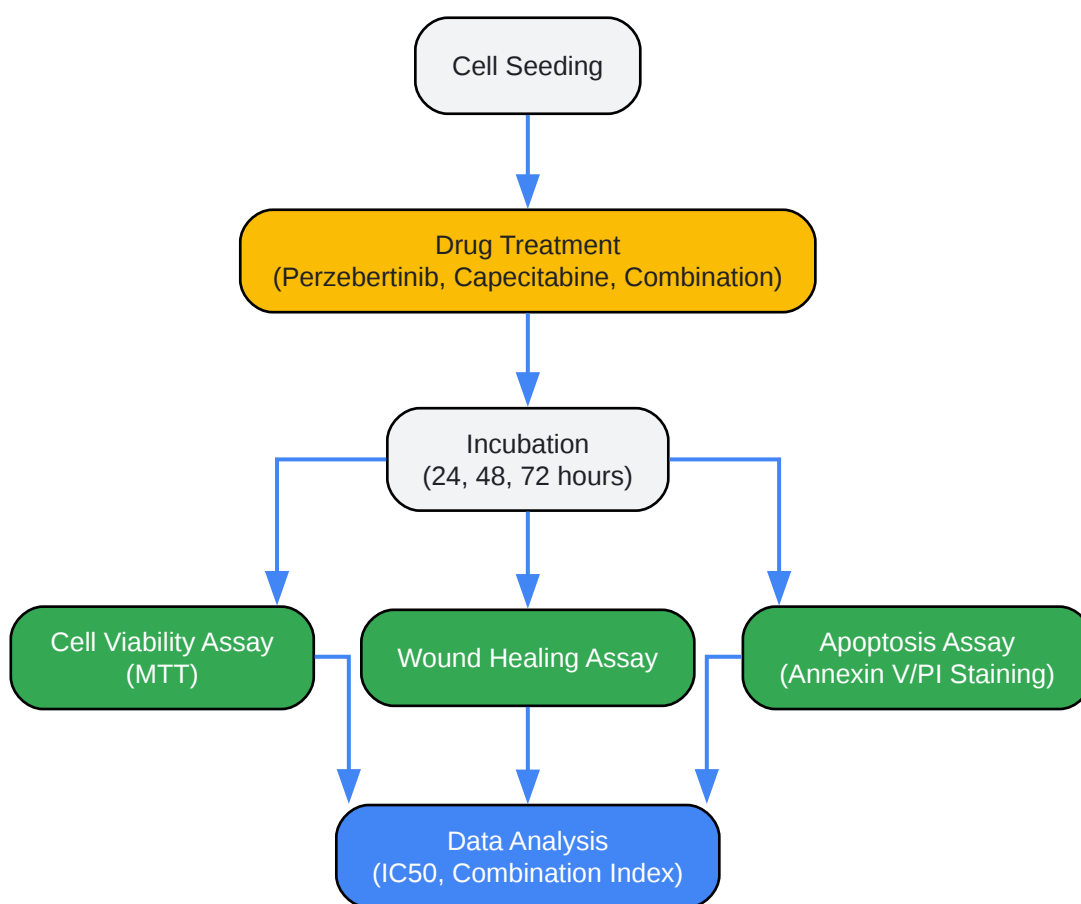 Cell Seeding
Drug Treatment
(Perzebertinib, Capecitabine, Combination)
Incubation
(24, 48, 72 hours)
Cell Viability Assay
(MTT)
Wound Healing Assay
Apoptosis Assay
(Annexin V/PI Staining)
Data Analysis
(IC50, Combination Index)